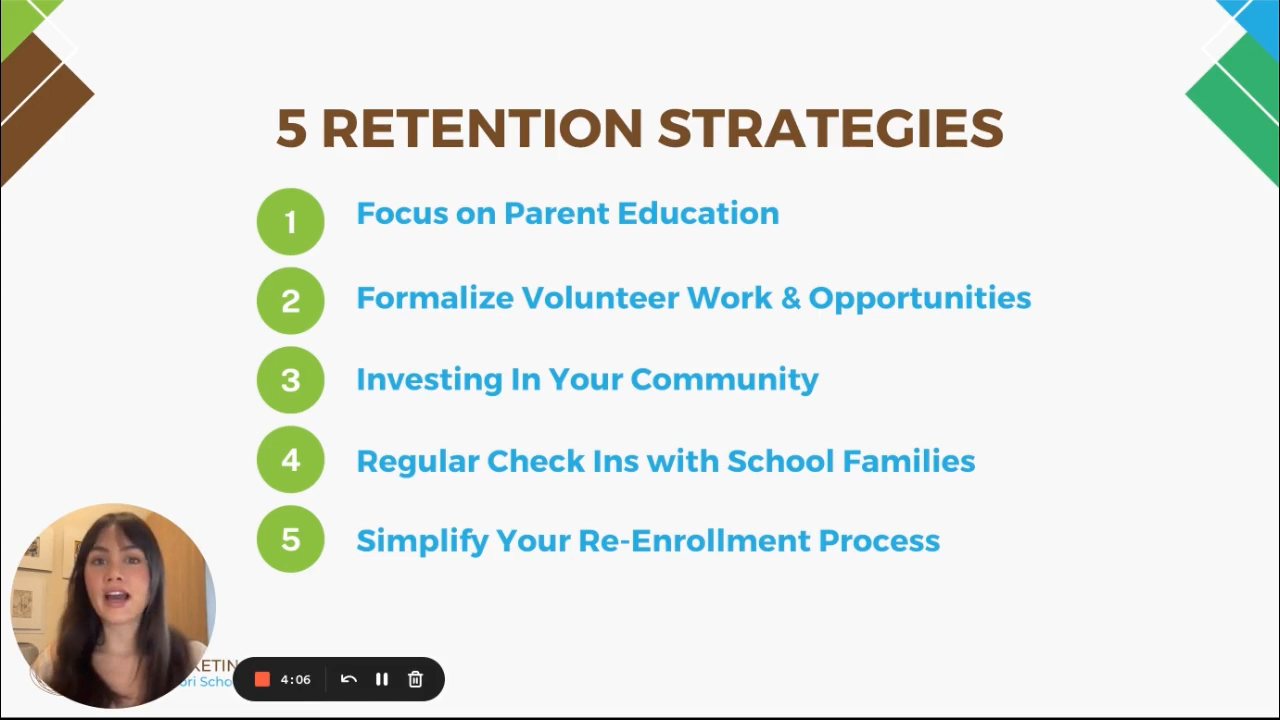 5 RETENTION STRATEGIES
1
Focus on Parent Education
2
Formalize Volunteer Work & Opportunities
3
Investing In Your Community
4
Regular Check Ins with School Families
5
Simplify Your Re-Enrollment Process
4:06